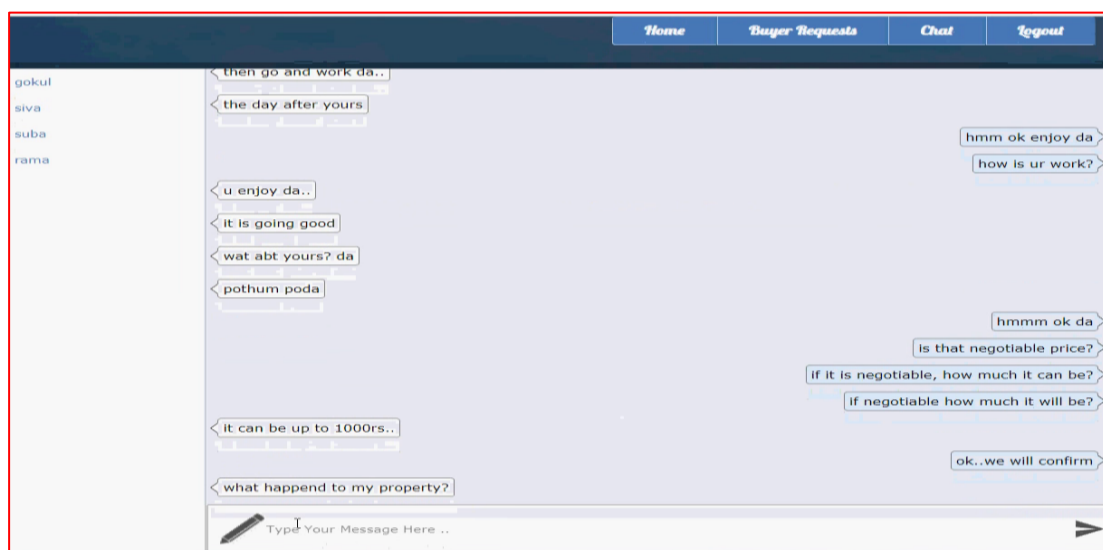 Home Buyer Requests Chat Logout
gokul
siva
suba
rama
then go and work da..
the day after yours
hmm ok enjoy da
how is ur work?
u enjoy da..
it is going good
wat abt yours? da
pothum poda
hmmm ok da
is that negotiable price?
if it is negotiable, how much it can be?
if negotiable how much it will be?
it can be up to 1000rs..
ok..we will confirm
what happend to my property?
Type Your Message Here ..